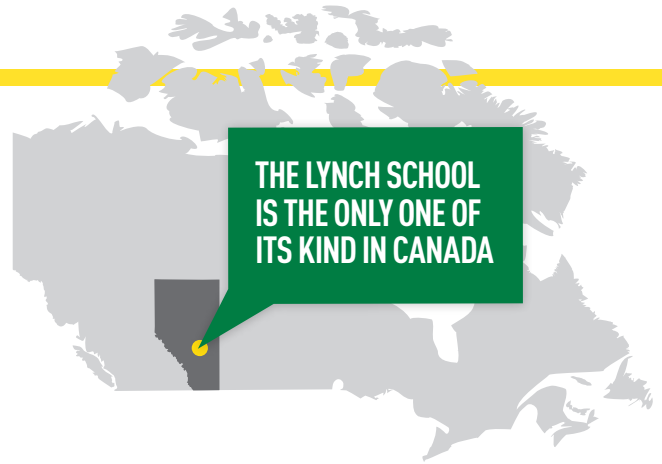 THE LYNCH SCHOOL
IS THE ONLY ONE OF
ITS KIND IN CANADA